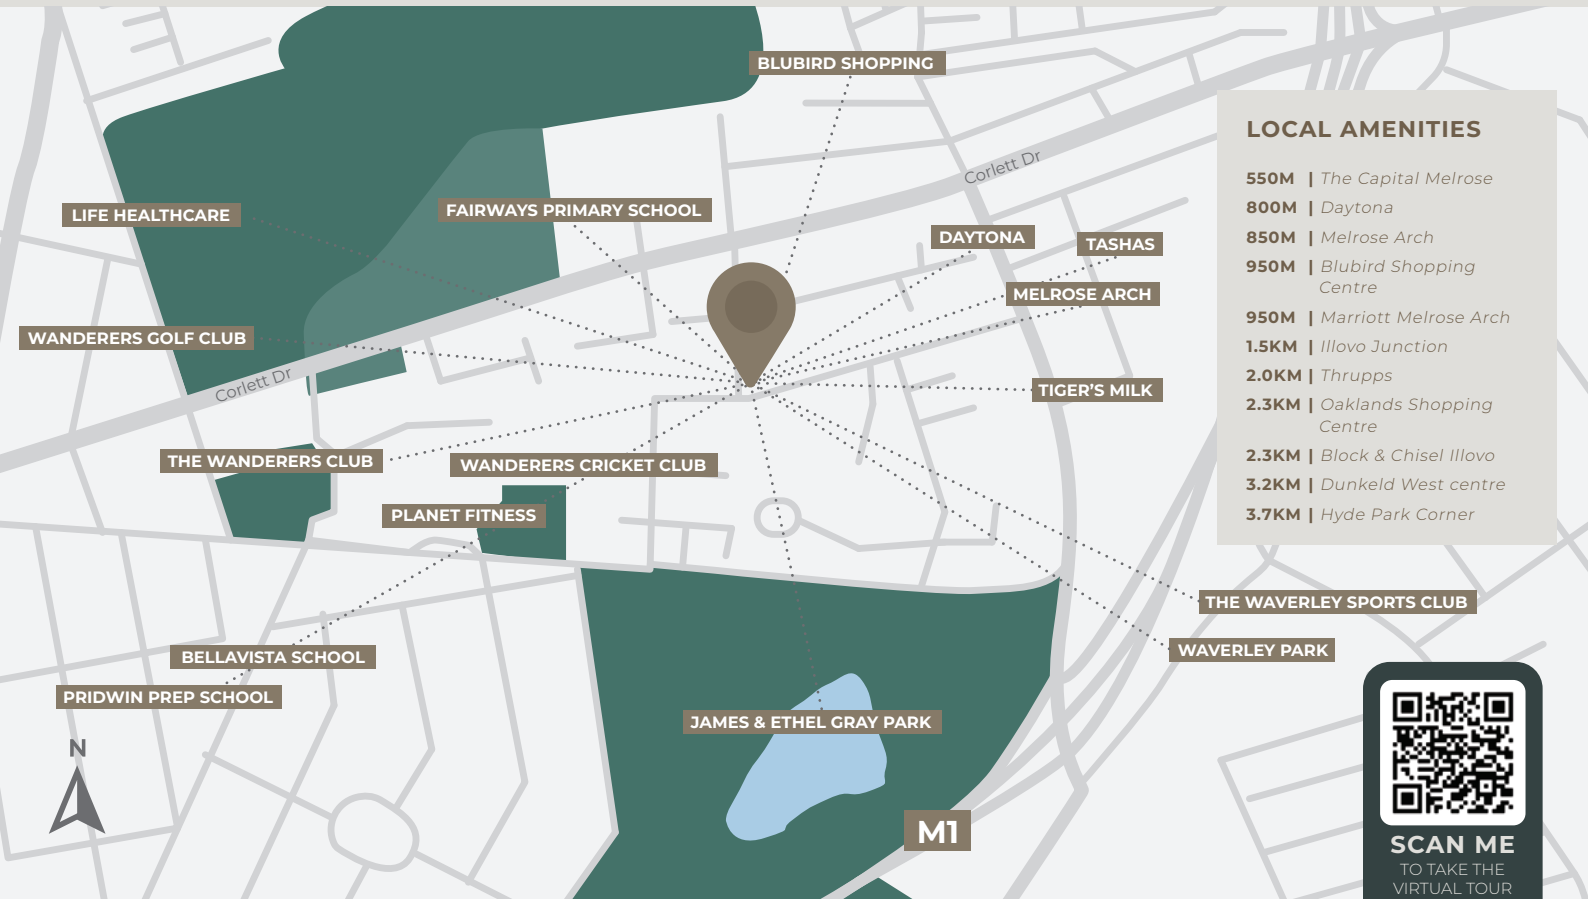 BLUBIRD SHOPPING
LOCAL AMENITIES
550M | The Capital Melrose
800M | Daytona
850M | Melrose Arch
950M | Blubird Shopping
Centre
950M | Marriott Melrose Arch
1.5KM | Illovo Junction
2.0KM | Thrupps
2.3KM | Oaklands Shopping
Centre
2.3KM | Block & Chisel Illovo
3.2KM | Dunkeld West centre
3.7KM | Hyde Park Corner
Corlett Dr
LIFE HEALTHCARE
FAIRWAYS PRIMARY SCHOOL
DAYTONA
TASHAS
MELROSE ARCH
WANDERERS GOLF CLUB
Corlett Dr
TIGER'S MILK
THE WANDERERS CLUB
WANDERERS CRICKET CLUB
PLANET FITNESS
THE WAVERLEY SPORTS CLUB
WAVERLEY PARK
BELLAVISTA SCHOOL
PRIDWIN PREP SCHOOL
JAMES & ETHEL GRAY PARK
N
M1
SCAN ME
TO TAKE THE
VIRTUAL TOUR